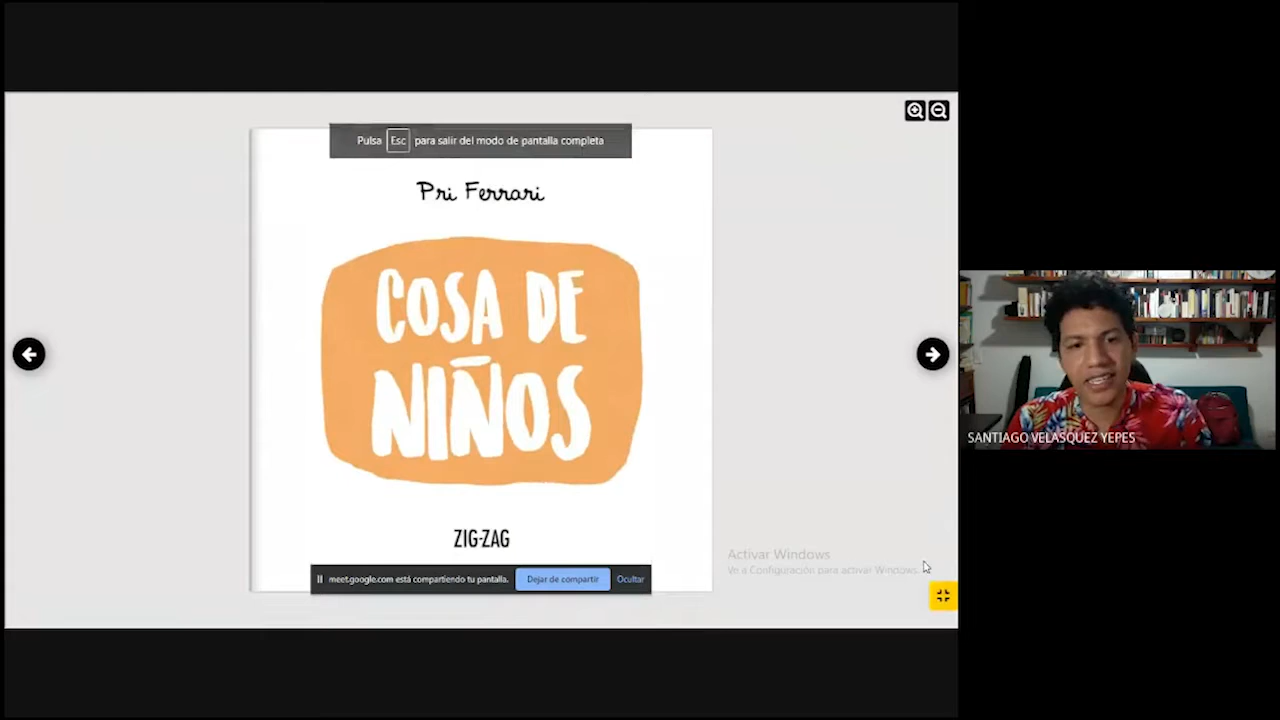 Pulsa Esc para salir del modo de pantalla completa
Pri Ferrari
COSA DE
NIÑOS
ZIG-ZAG
SANTIAGO VELASQUEZ YEPES
Activar Windows
Ve a Configuración para activar Windows.
meet.google.com está compartiendo tu pantalla. Dejar de compartir Ocultar